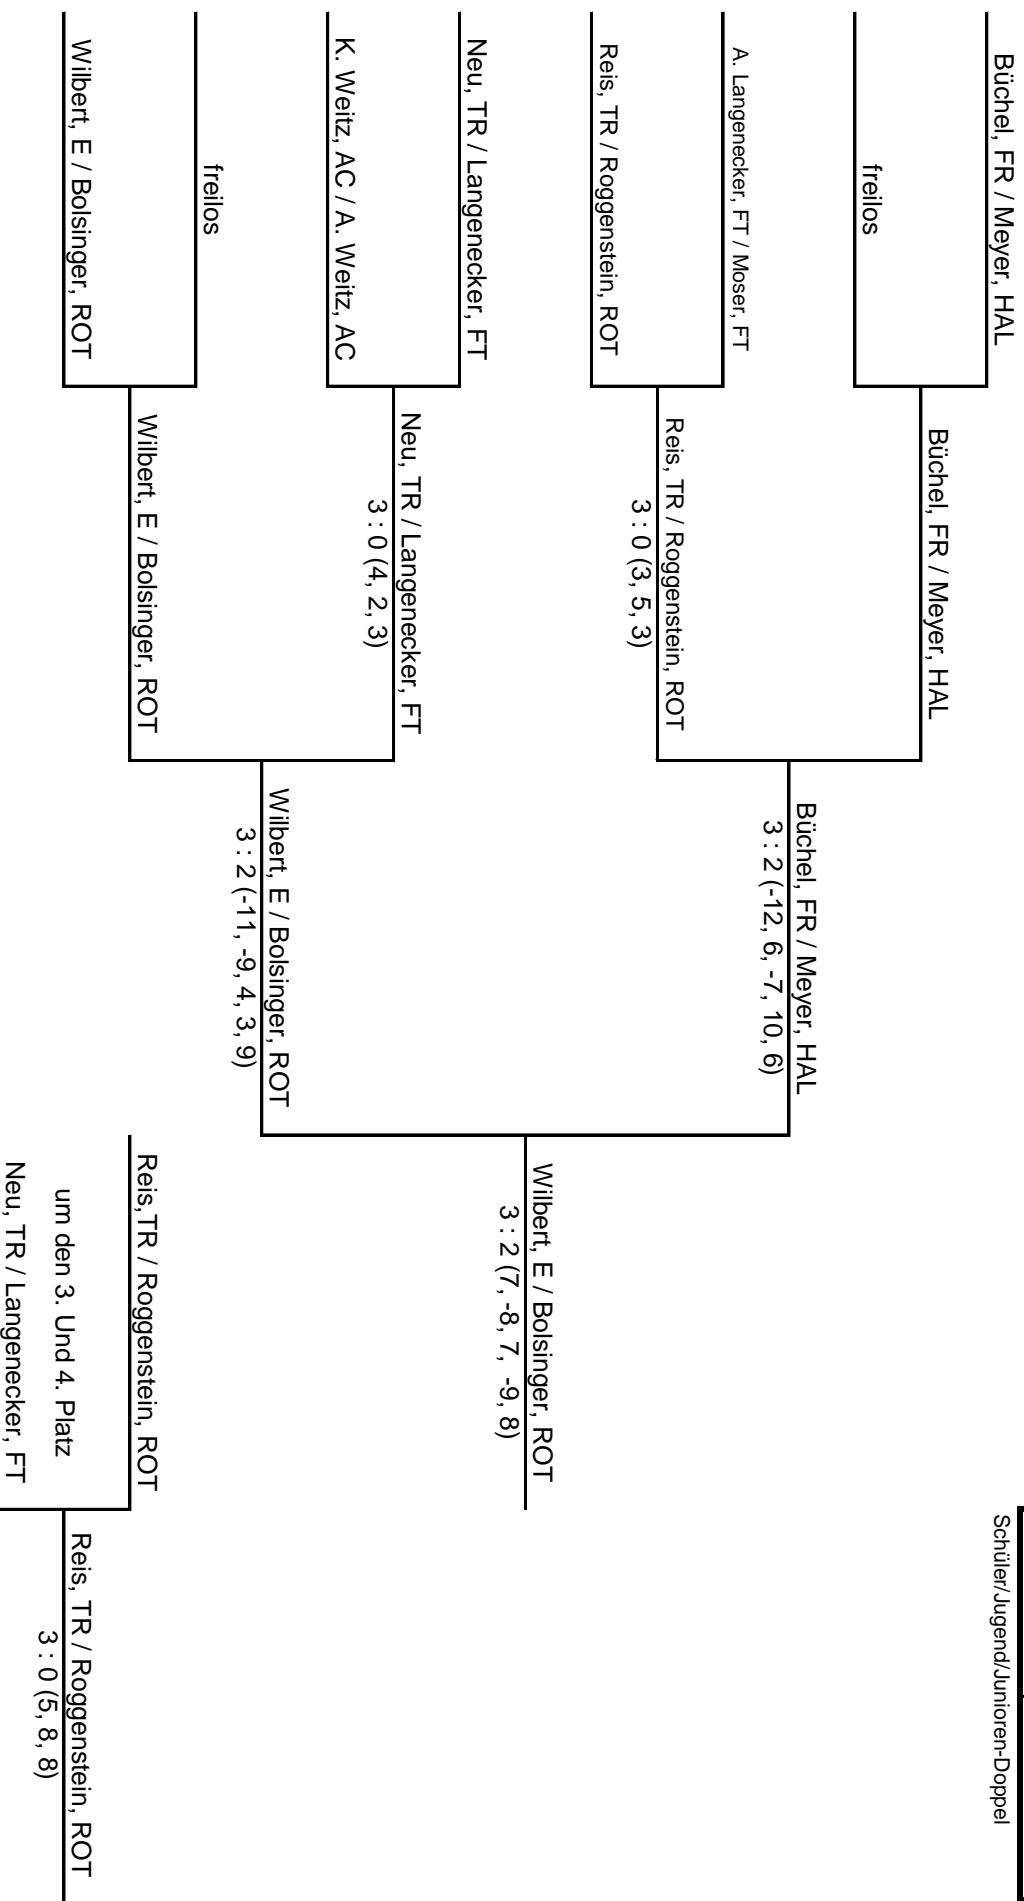 Schüler/Jugend/Junioren-Doppel
Büchel, FR / Meyer, HAL
Büchel, FR / Meyer, HAL
freilos
Büchel, FR / Meyer, HAL
3 : 2 (-12, 6, -7, 10, 6)
A. Langenecker, FT / Moser, FT
Reis, TR / Roggenstein, ROT
3 : 0 (3, 5, 3)
Reis, TR / Roggenstein, ROT
Wilbert, E / Bolsinger, ROT
3 : 2 (7, -8, 7, -9, 8)
Neu, TR / Langenecker, FT
Neu, TR / Langenecker, FT
3 : 0 (4, 2, 3)
K. Weitz, AC / A. Weitz, AC
Wilbert, E / Bolsinger, ROT
3 : 2 (-11, -9, 4, 3, 9)
freilos
Wilbert, E / Bolsinger, ROT
Wilbert, E / Bolsinger, ROT
Reis,TR / Roggenstein, ROT
um den 3. Und 4. Platz
Reis, TR / Roggenstein, ROT
3 : 0 (5, 8, 8)
Neu, TR / Langenecker, FT